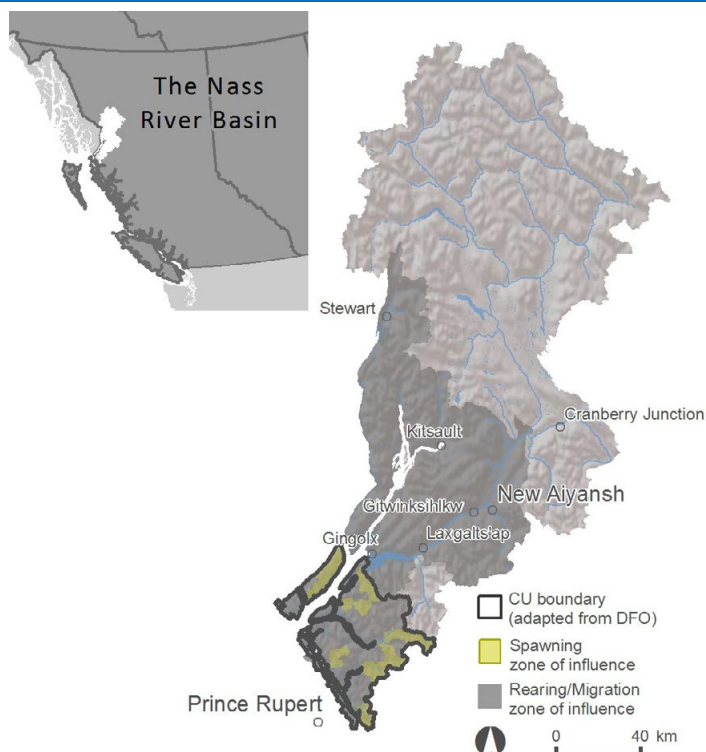 The Nass
River Basin
Stewart
Cranberry Junction
Kitsault
New Aiyansh
Gitwinksihlkw
Laxgalts'ap
Gingolx
CU boundary
(adapted from DFO)
Spawning
zone of influence
Rearing/Migration
zone of influence
Prince Rupert
0 40 km